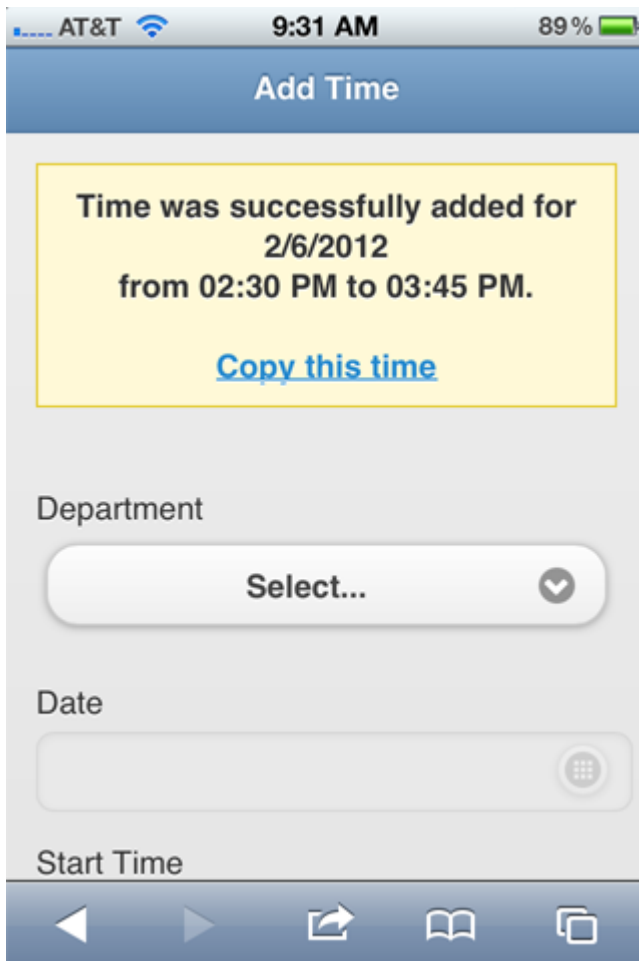 AT&T 9:31 AM 89%
Add Time
Time was successfully added for
2/6/2012
from 02:30 PM to 03:45 PM.
Copy this time
Department
Select...
Date
Start Time